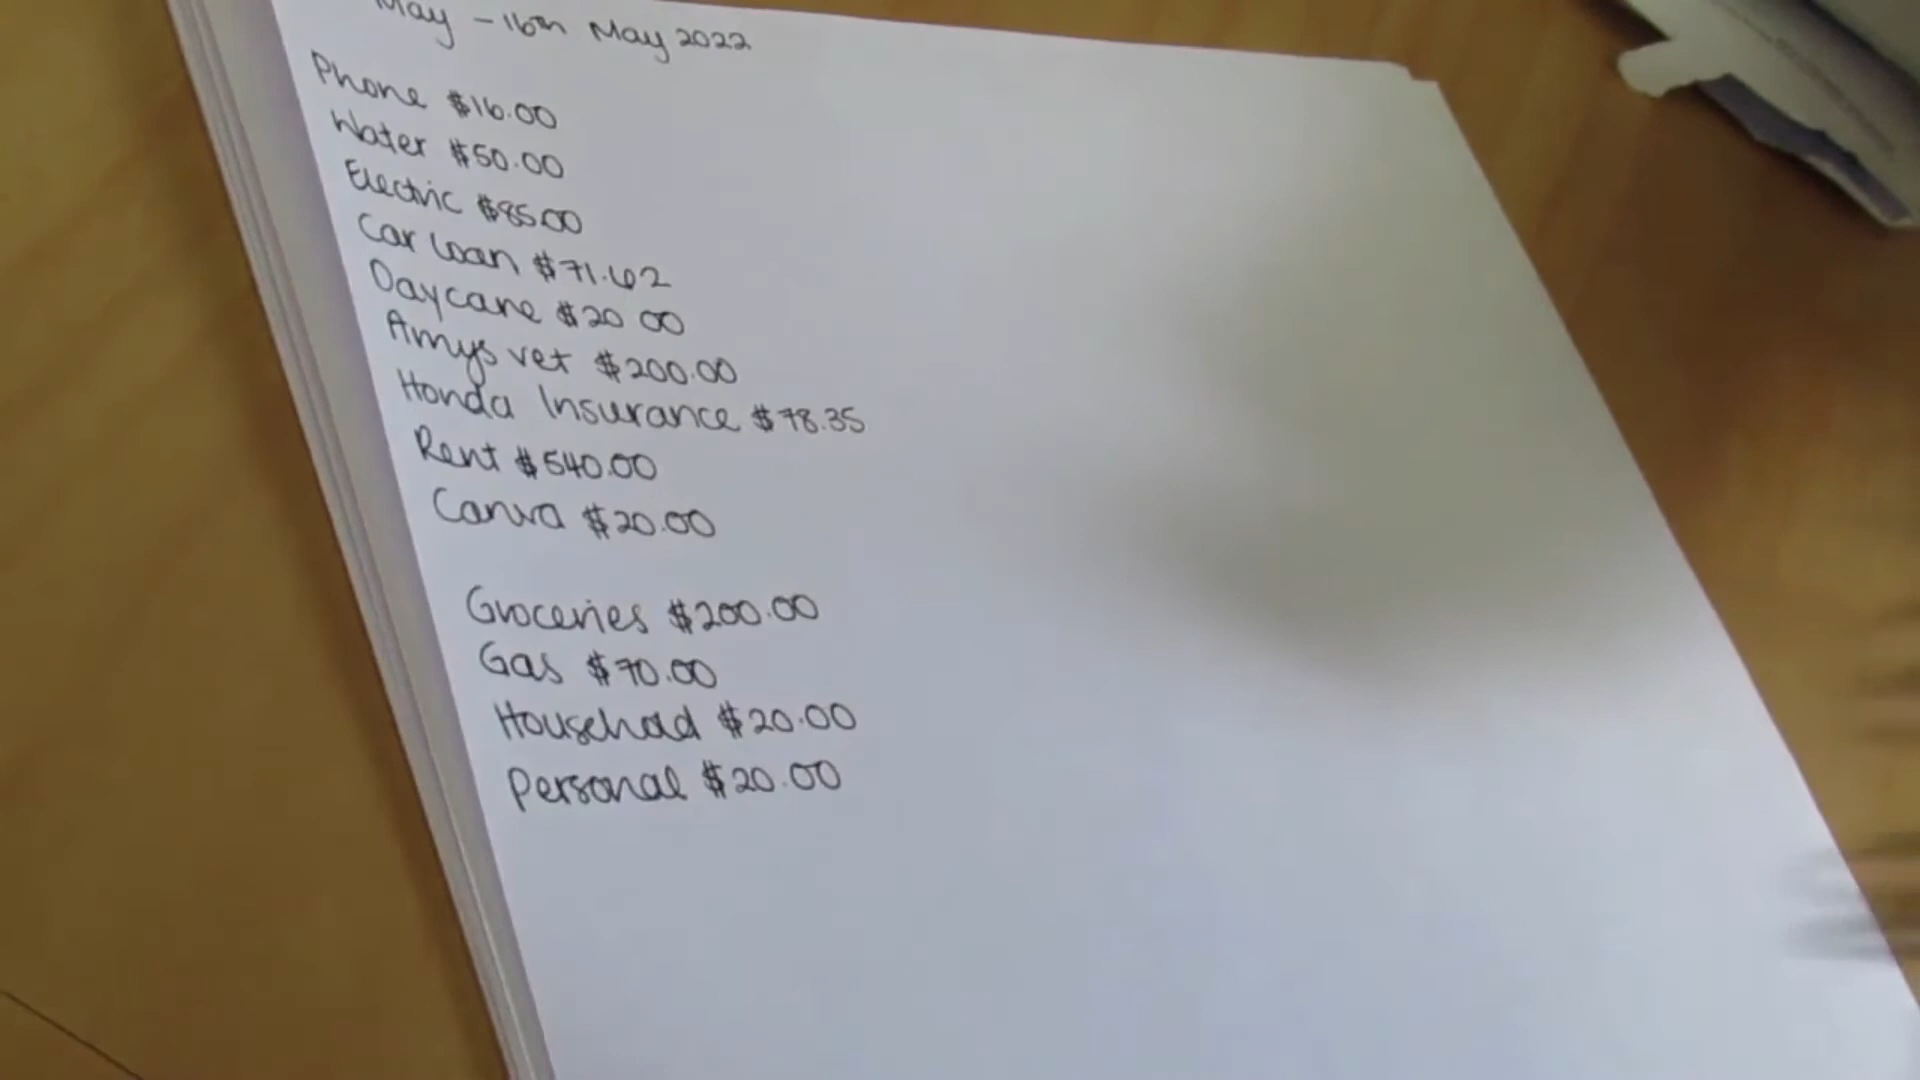 May - 16th May 2022
Phone $16.00
Water $50.00
Electric $85.00
Car loan $71.62
Daycare $20 00
Amys vet $200.00
Honda Insurance $78.35
Rent $540.00
Canva $20.00
Groceries $200.00
Gas $70.00
Household $20.00
Personal $20.00